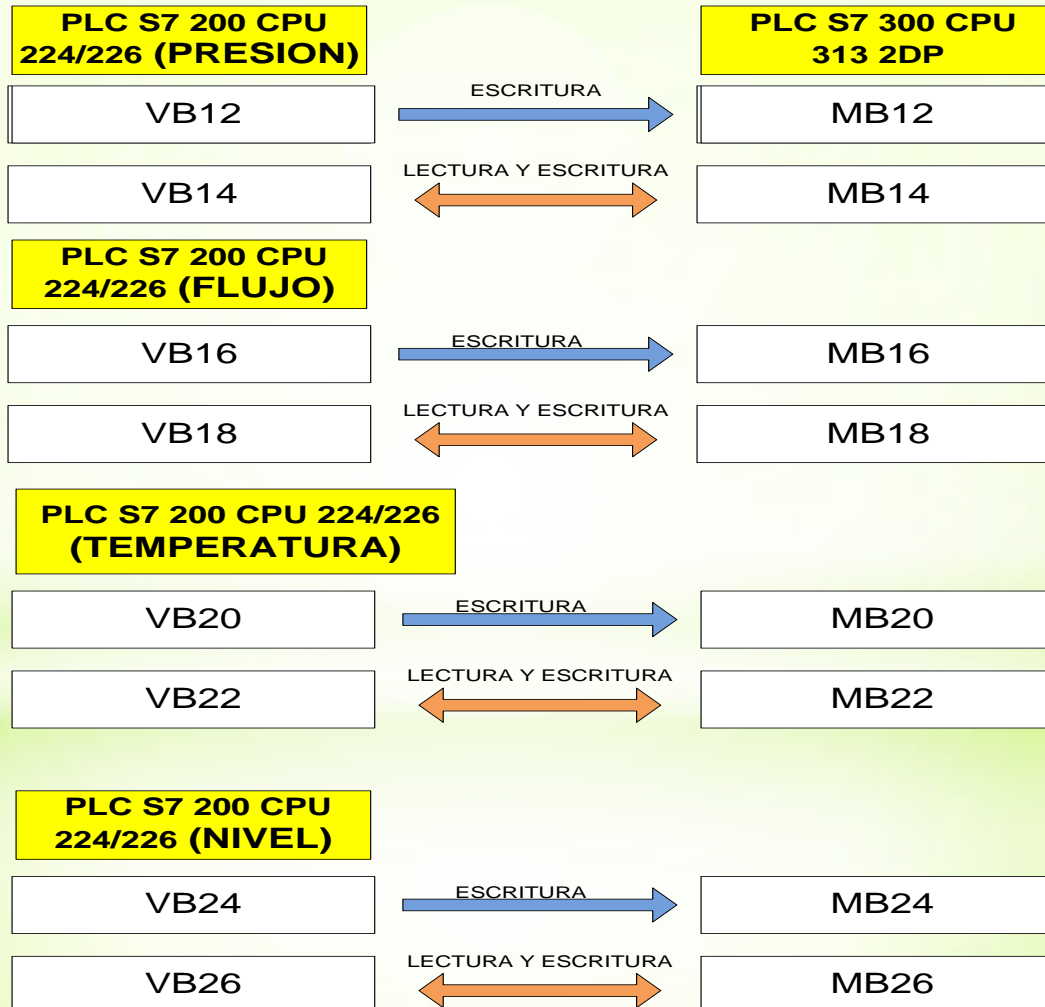 PLC S7 200 CPU
224/226 (PRESION)
PLC S7 300 CPU
313 2DP
VB12
ESCRITURA
MB12
VB14
LECTURA Y ESCRITURA
MB14
PLC S7 200 CPU
224/226 (FLUJO)
VB16
ESCRITURA
MB16
VB18
LECTURA Y ESCRITURA
MB18
PLC S7 200 CPU 224/226
(TEMPERATURA)
VB20
ESCRITURA
MB20
VB22
LECTURA Y ESCRITURA
MB22
PLC S7 200 CPU
224/226 (NIVEL)
VB24
ESCRITURA
MB24
VB26
LECTURA Y ESCRITURA
MB26